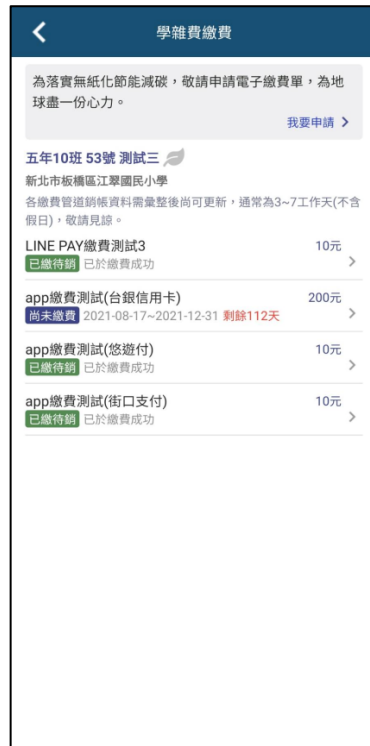 學雜費繳費
為落實無紙化節能減碳，敬請申請電子繳費單，為地
球盡一份心力。
我要申請
五年10班 53號 測試三
新北市板橋區江翠國民小學
各繳費管道銷帳資料需彙整後尚可更新，通常為3~7工作天(不含
假日)，敬請見諒。
LINE PAY繳費測試3 10元
已繳待銷 已於繳費成功
app繳費測試(台銀信用卡) 200元
尚未繳費 2021-08-17~2021-12-31 剩餘112天
app繳費測試(悠遊付) 10元
已繳待銷 已於繳費成功
app繳費測試(街口支付) 10元
已繳待銷 已於繳費成功